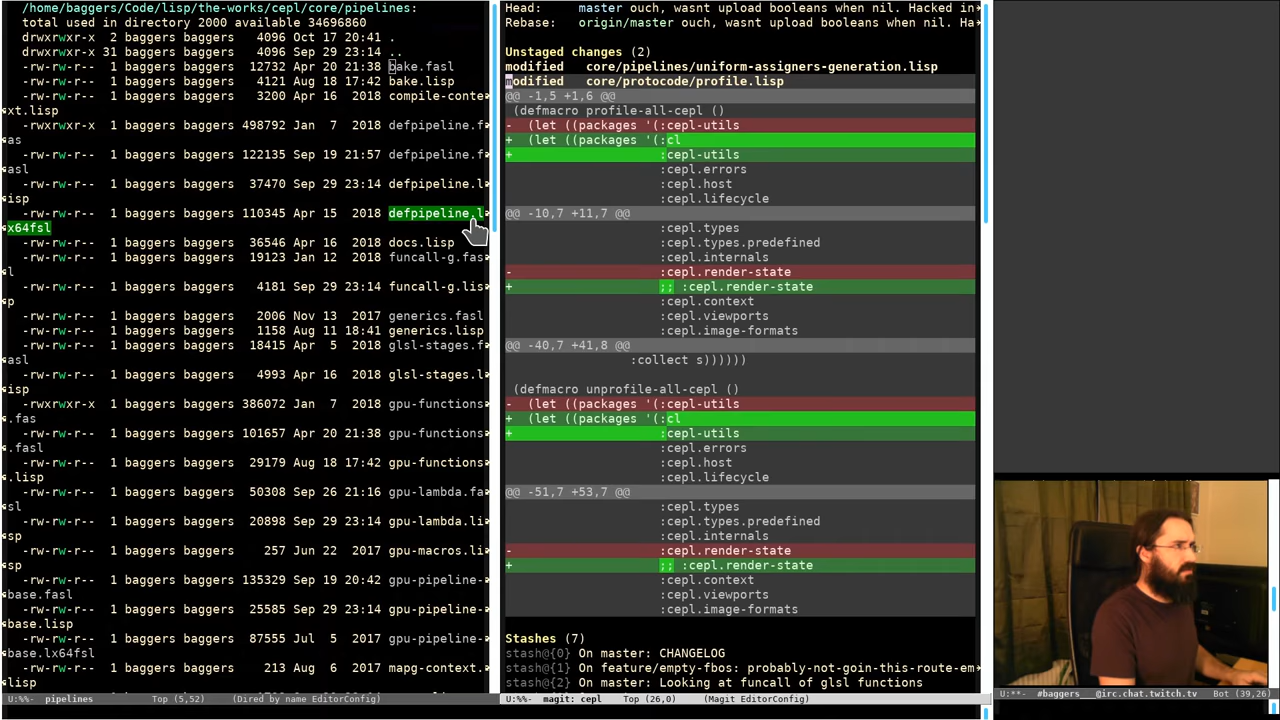 /home/baggers/Code/lisp/the-works/cepl/core/pipelines:
total used in directory 2000 available 34696860
drwxrwxr-x  2 baggers baggers   4096 Oct 17 20:41 .
drwxrwxr-x 31 baggers baggers   4096 Sep 29 23:14 ..
-rw-rw-r--  1 baggers baggers  12732 Apr 20 21:38 bake.fasl
-rw-rw-r--  1 baggers baggers   4121 Aug 18 17:42 bake.lisp
-rw-rw-r--  1 baggers baggers   3200 Apr 16  2018 compile-conte
xt.lisp
-rwxrwxr-x  1 baggers baggers 498792 Jan  7  2018 defpipeline.f
as
-rw-rw-r--  1 baggers baggers 122135 Sep 19 21:57 defpipeline.f
asl
-rw-rw-r--  1 baggers baggers  37470 Sep 29 23:14 defpipeline.l
isp
-rw-rw-r--  1 baggers baggers 110345 Apr 15  2018 defpipeline.l
x64fsl
-rw-rw-r--  1 baggers baggers  36546 Apr 16  2018 docs.lisp
-rw-rw-r--  1 baggers baggers  19123 Jan 12  2018 funcall-g.fas
l
-rw-rw-r--  1 baggers baggers   4181 Sep 29 23:14 funcall-g.lis
p
-rw-rw-r--  1 baggers baggers   2006 Nov 13  2017 generics.fasl
-rw-rw-r--  1 baggers baggers   1158 Aug 11 18:41 generics.lisp
-rw-rw-r--  1 baggers baggers  18415 Apr  5  2018 glsl-stages.f
asl
-rw-rw-r--  1 baggers baggers   4993 Apr 16  2018 glsl-stages.l
isp
-rwxrwxr-x  1 baggers baggers 386072 Jan  7  2018 gpu-functions
.fas
-rw-rw-r--  1 baggers baggers 101657 Apr 20 21:38 gpu-functions
.fasl
-rw-rw-r--  1 baggers baggers  29179 Aug 18 17:42 gpu-functions
.lisp
-rw-rw-r--  1 baggers baggers  50308 Sep 26 21:16 gpu-lambda.fa
sl
-rw-rw-r--  1 baggers baggers  20898 Sep 29 23:14 gpu-lambda.li
sp
-rw-rw-r--  1 baggers baggers    257 Jun 22  2017 gpu-macros.li
sp
-rw-rw-r--  1 baggers baggers 135329 Sep 19 20:42 gpu-pipeline-
base.fasl
-rw-rw-r--  1 baggers baggers  25585 Sep 29 23:14 gpu-pipeline-
base.lisp
-rw-rw-r--  1 baggers baggers  87555 Jul  5  2017 gpu-pipeline-
base.lx64fsl
-rw-rw-r--  1 baggers baggers    213 Aug  6  2017 mapg-context.
lisp
U:%%-  pipelines      Top (5,52)     (Dired by name EditorConfig)
Head:     master ouch, wasnt upload booleans when nil. Hacked in
Rebase:   origin/master ouch, wasnt upload booleans when nil. Ha
Unstaged changes (2)
modified   core/pipelines/uniform-assigners-generation.lisp
modified   core/protocode/profile.lisp
@@ -1,5 +1,6 @@
 (defmacro profile-all-cepl ()
-  (let ((packages '(:cepl-utils
+  (let ((packages '(:cl
+                    :cepl-utils
                     :cepl.errors
                     :cepl.host
                     :cepl.lifecycle
@@ -10,7 +11,7 @@
                     :cepl.types
                     :cepl.types.predefined
                     :cepl.internals
-                    :cepl.render-state
+                    ;; :cepl.render-state
                     :cepl.context
                     :cepl.viewports
                     :cepl.image-formats
@@ -40,7 +41,8 @@
                 :collect s))))))
 (defmacro unprofile-all-cepl ()
-  (let ((packages '(:cepl-utils
+  (let ((packages '(:cl
+                    :cepl-utils
                     :cepl.errors
                     :cepl.host
                     :cepl.lifecycle
@@ -51,7 +53,7 @@
                     :cepl.types
                     :cepl.types.predefined
                     :cepl.internals
-                    :cepl.render-state
+                    ;; :cepl.render-state
                     :cepl.context
                     :cepl.viewports
                     :cepl.image-formats
Stashes (7)
stash@{0} On master: CHANGELOG
stash@{1} On feature/empty-fbos: probably-not-goin-this-route-em
stash@{2} On master: Looking at funcall of glsl functions
U:%%-  magit: cepl   Top (26,0)     (Magit EditorConfig)
U:**-  #baggers___@irc.chat.twitch.tv   Bot (39,26)